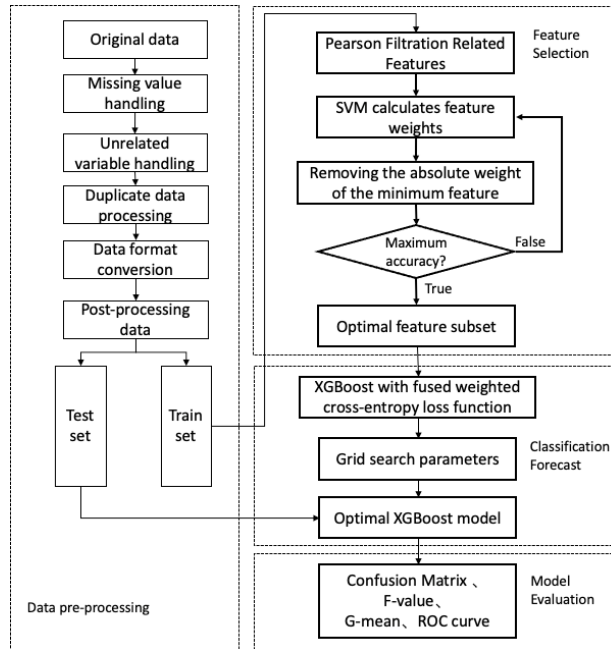 Original data
Missing value
handling
Unrelated
variable handling
Duplicate data
processing
Data format
conversion
Post-processing
data
Test
set
Train
set
Data pre-processing
Pearson Filtration Related
Features
SVM calculates feature
weights
Removing the absolute weight
of the minimum feature
Maximum
accuracy?
False
True
Optimal feature subset
Feature
Selection
XGBoost with fused weighted
cross-entropy loss function
Grid search parameters
Optimal XGBoost model
Classification
Forecast
Confusion Matrix 、
F-value、
G-mean、ROC curve
Model
Evaluation